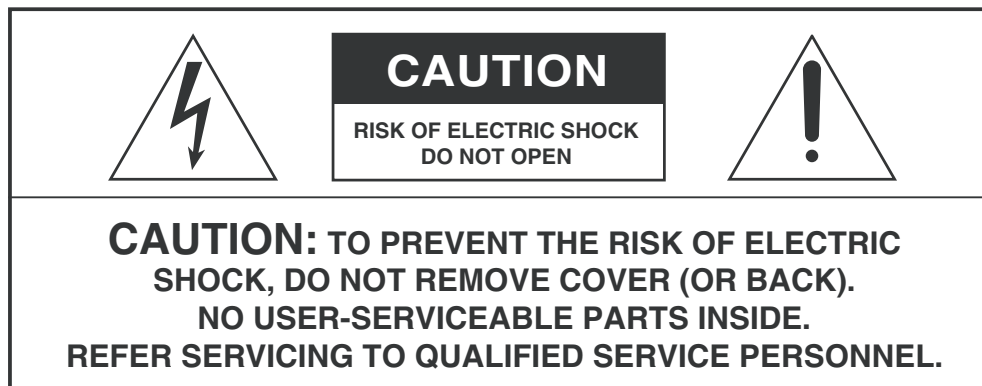 CAUTION
RISK OF ELECTRIC SHOCK
DO NOT OPEN
CAUTION: TO PREVENT THE RISK OF ELECTRIC
SHOCK, DO NOT REMOVE COVER (OR BACK).
NO USER-SERVICEABLE PARTS INSIDE.
REFER SERVICING TO QUALIFIED SERVICE PERSONNEL.